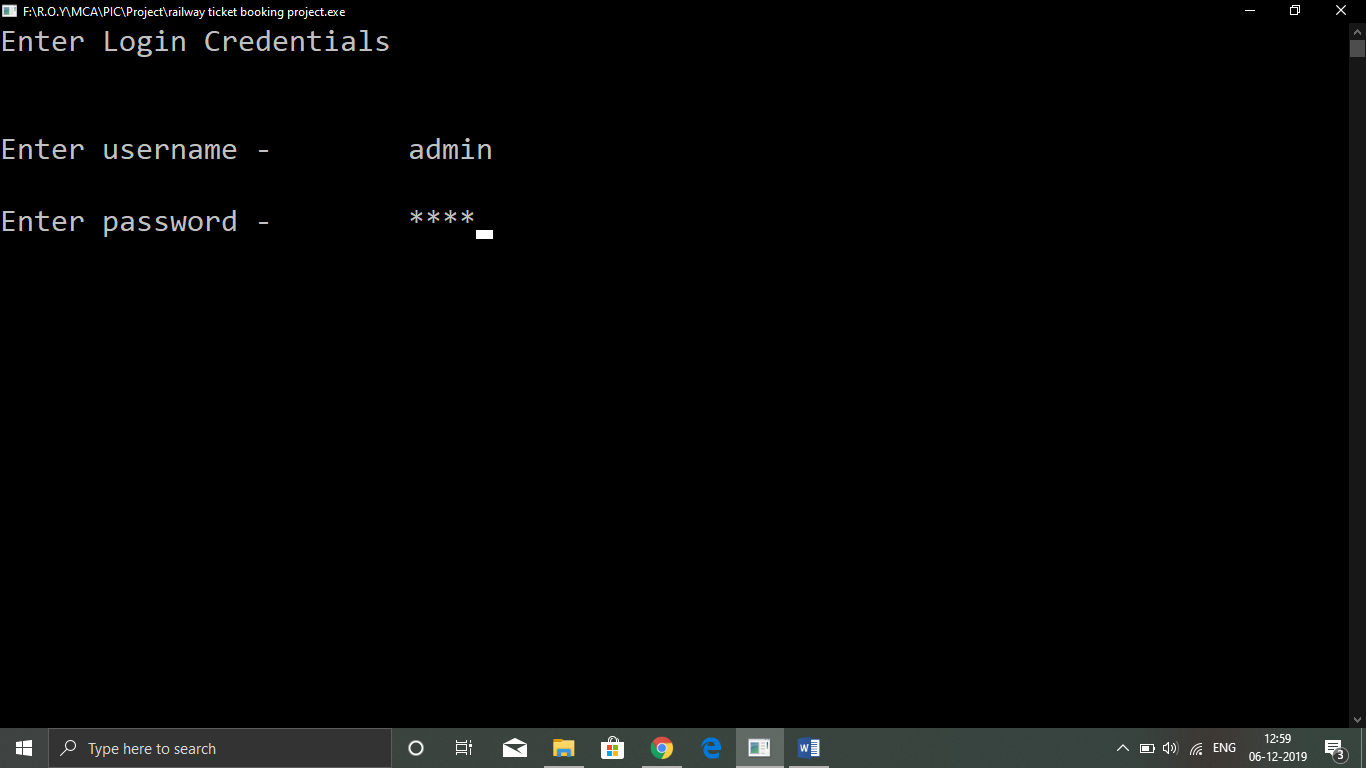 F:\R.O.Y\MCA\PIC\Project\railway ticket booking project.exe
Enter Login Credentials
Enter username - admin
Enter password - ****
Type here to search
ENG
12:59
06-12-2019
3